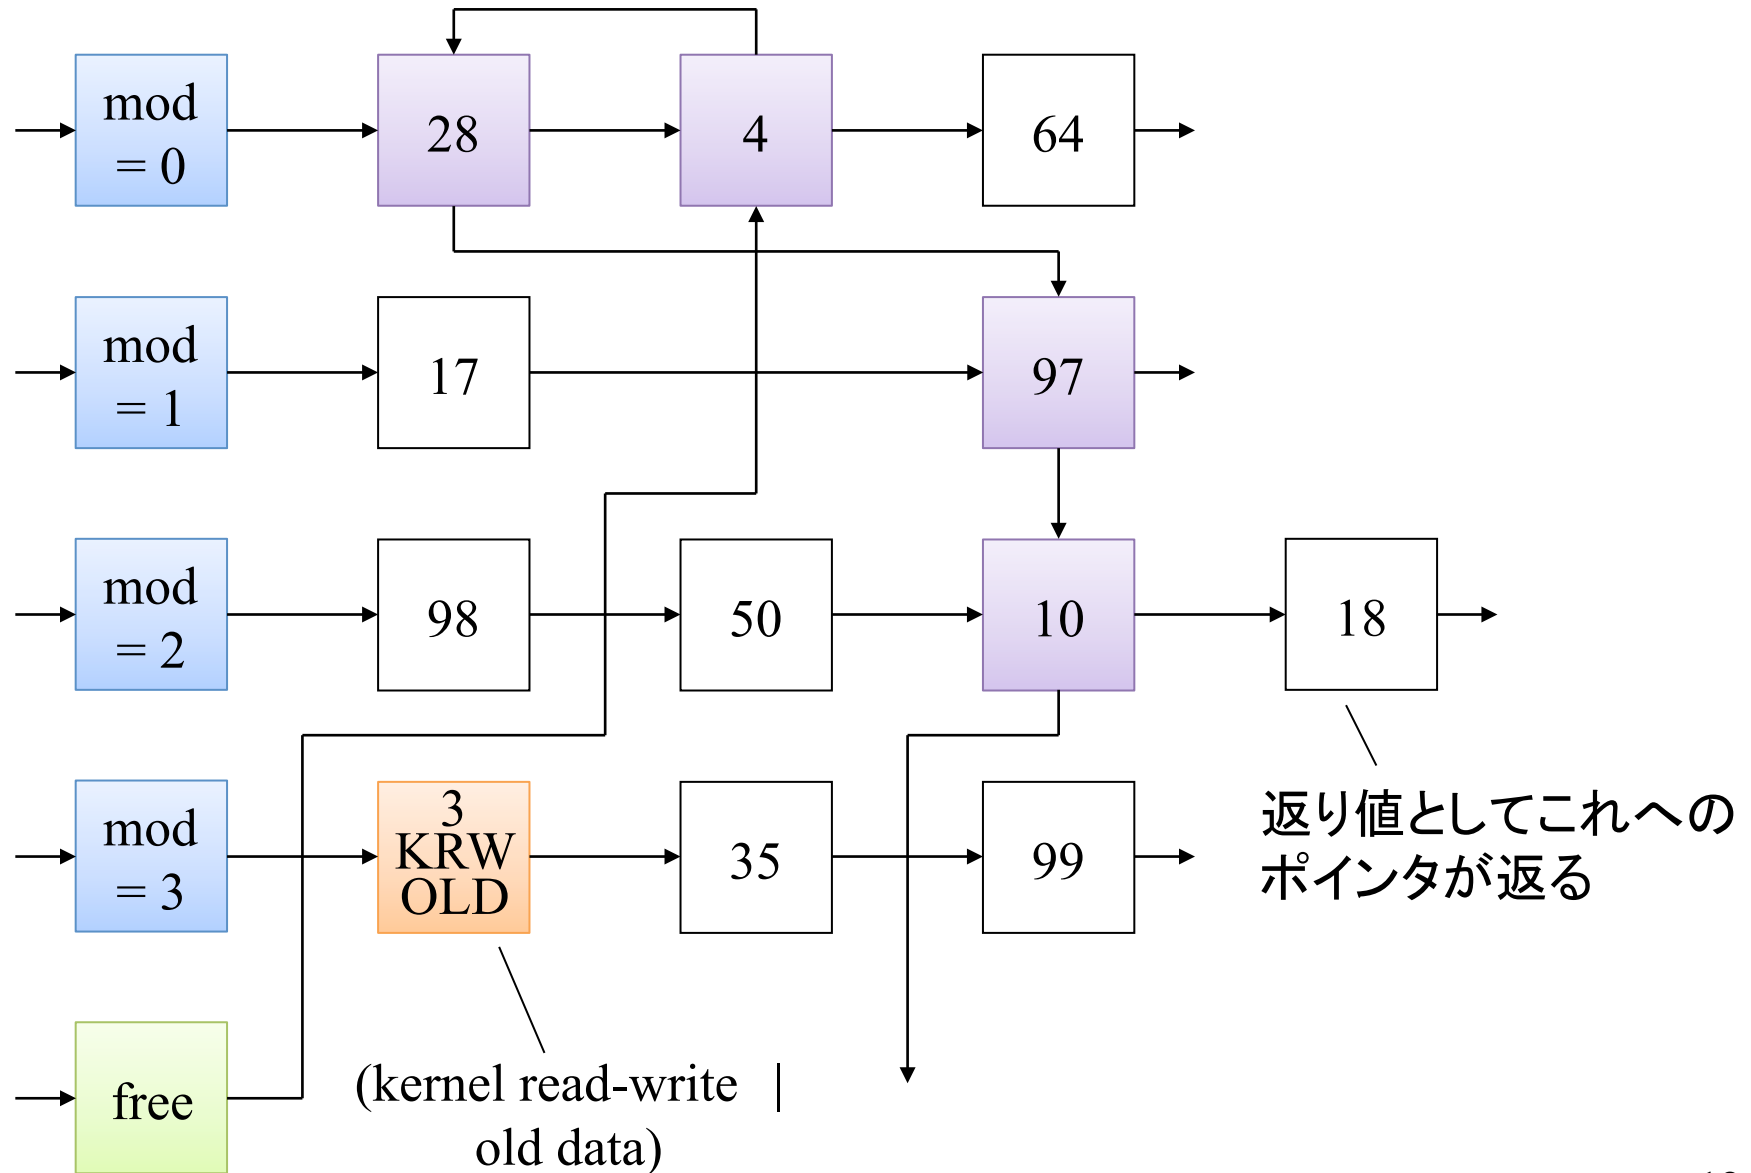 mod
= 0
28
4
64
mod
= 1
17
97
mod
= 2
98
50
10
18
mod
= 3
3
KRW
OLD
35
99
返り値としてこれへの
ポインタが返る
free
(kernel read-write |
old data)